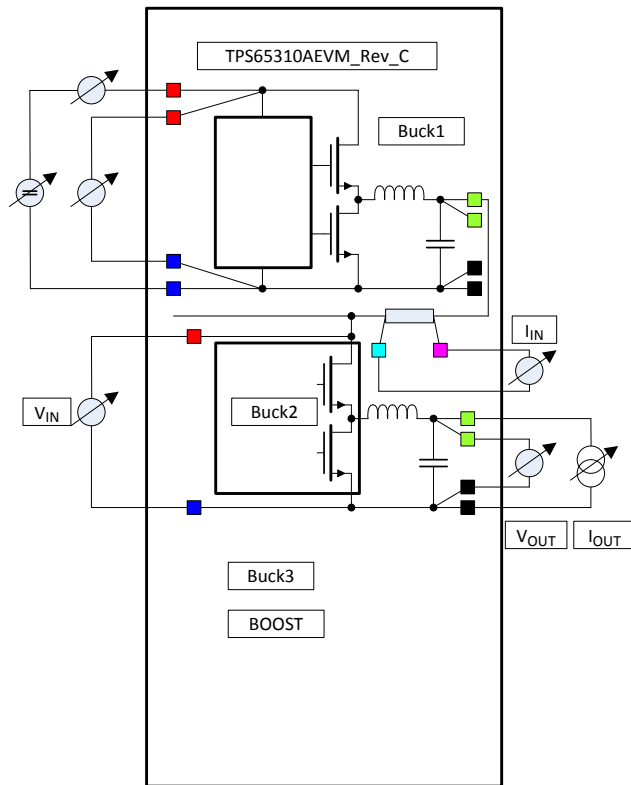 TPS65310AEVM_Rev_C
Buck1
I_IN
V_IN
Buck2
V_OUT
I_OUT
Buck3
BOOST